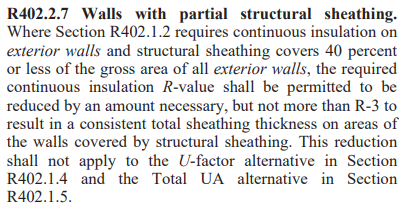 R402.2.7 Walls with partial structural sheathing.
Where Section R402.1.2 requires continuous insulation on
exterior walls and structural sheathing covers 40 percent
or less of the gross area of all exterior walls, the required
continuous insulation R-value shall be permitted to be
reduced by an amount necessary, but not more than R-3 to
result in a consistent total sheathing thickness on areas of
the walls covered by structural sheathing. This reduction
shall not apply to the U-factor alternative in Section
R402.1.4 and the Total UA alternative in Section
R402.1.5.